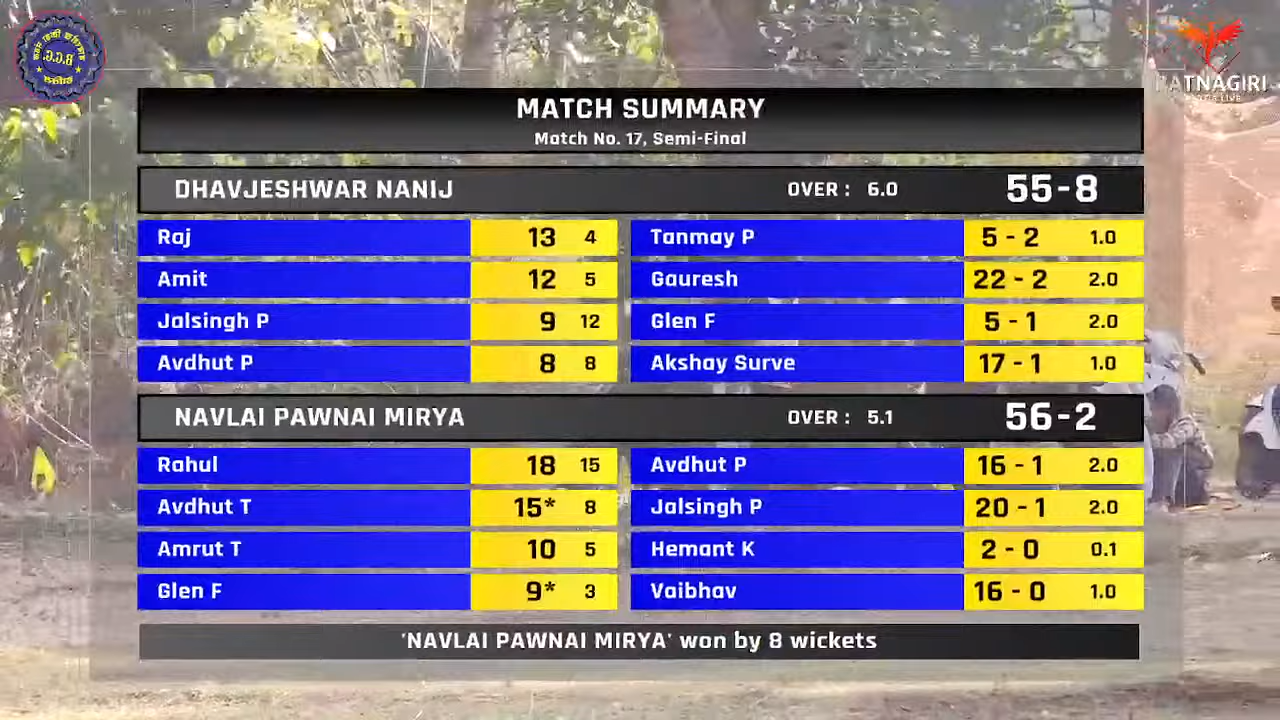 MATCH SUMMARY
Match No. 17, Semi-Final
DHAVJESHWAR NANIJ OVER : 6.0 55-8
Raj 13 4 Tanmay P 5 - 2 1.0
Amit 12 5 Gauresh 22 - 2 2.0
Jalsingh P 9 12 Glen F 5 - 1 2.0
Avdhut P 8 8 Akshay Surve 17 - 1 1.0
NAVLAI PAWNAI MIRYA OVER : 5.1 56-2
Rahul 18 15 Avdhut P 16 - 1 2.0
Avdhut T 15* 8 Jalsingh P 20 - 1 2.0
Amrut T 10 5 Hemant K 2 - 0 0.1
Glen F 9* 3 Vaibhav 16 - 0 1.0
'NAVLAI PAWNAI MIRYA' won by 8 wickets
RATNAGIRI
LIVE